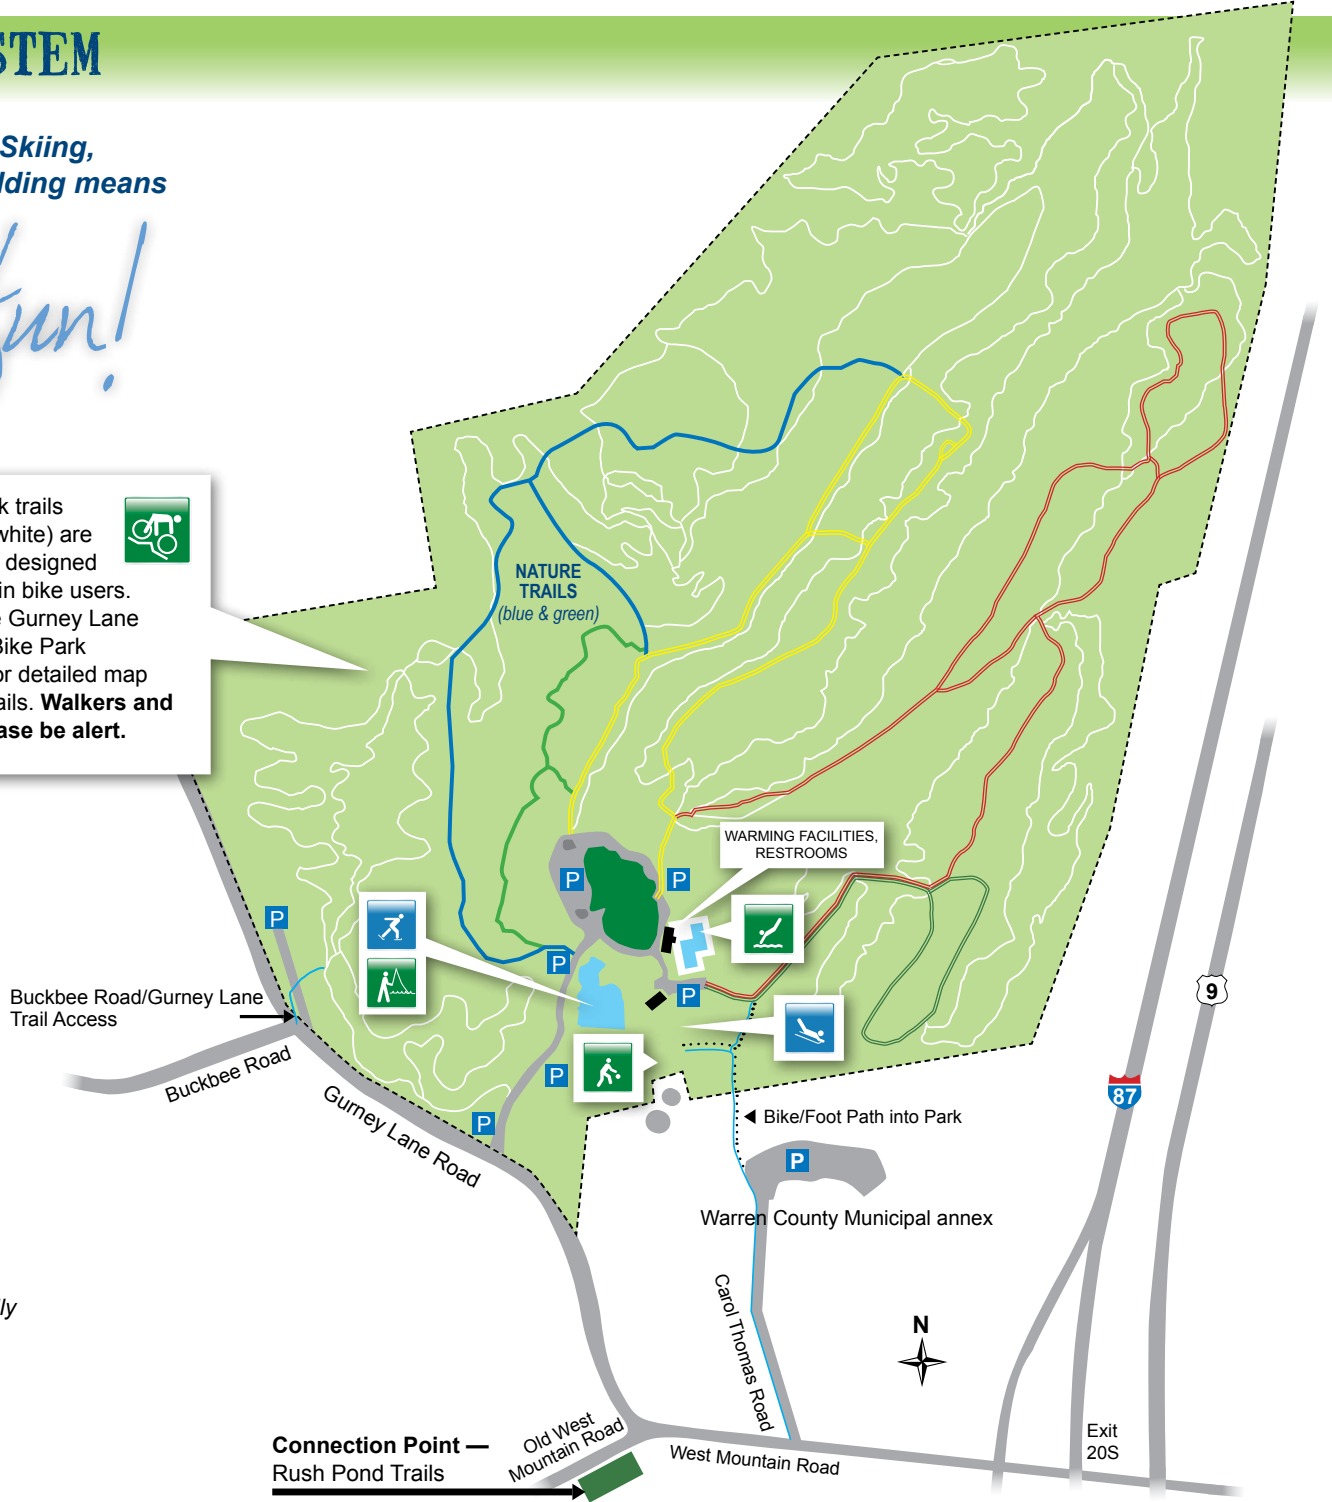 STEM
Skiing,
lding means
fun!
k trails
white) are
designed
in bike users.
e Gurney Lane
Bike Park
or detailed map
ails. Walkers and
ase be alert.
NATURE
TRAILS
(blue & green)
WARMING FACILITIES,
RESTROOMS
P
P
P
P
P
P
P
P
Buckbee Road/Gurney Lane
Trail Access
Buckbee Road
Gurney Lane Road
Bike/Foot Path into Park
Warren County Municipal annex
Carol Thomas Road
9
87
N
lly
Connection Point —
Rush Pond Trails
Old West
Mountain Road
West Mountain Road
Exit
20S